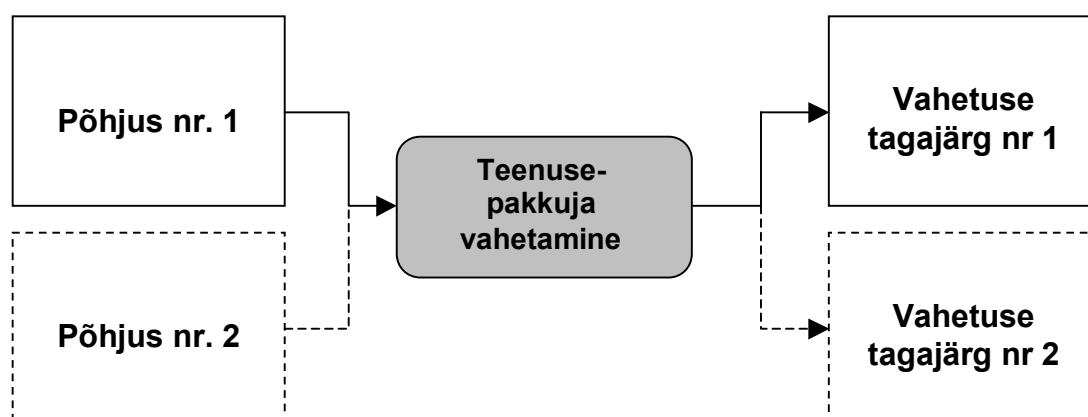 Põhjus nr. 1
Teenuse-
pakkuja
vahetamine
Vahetuse
tagajärg nr 1
Põhjus nr. 2
Vahetuse
tagajärg nr 2